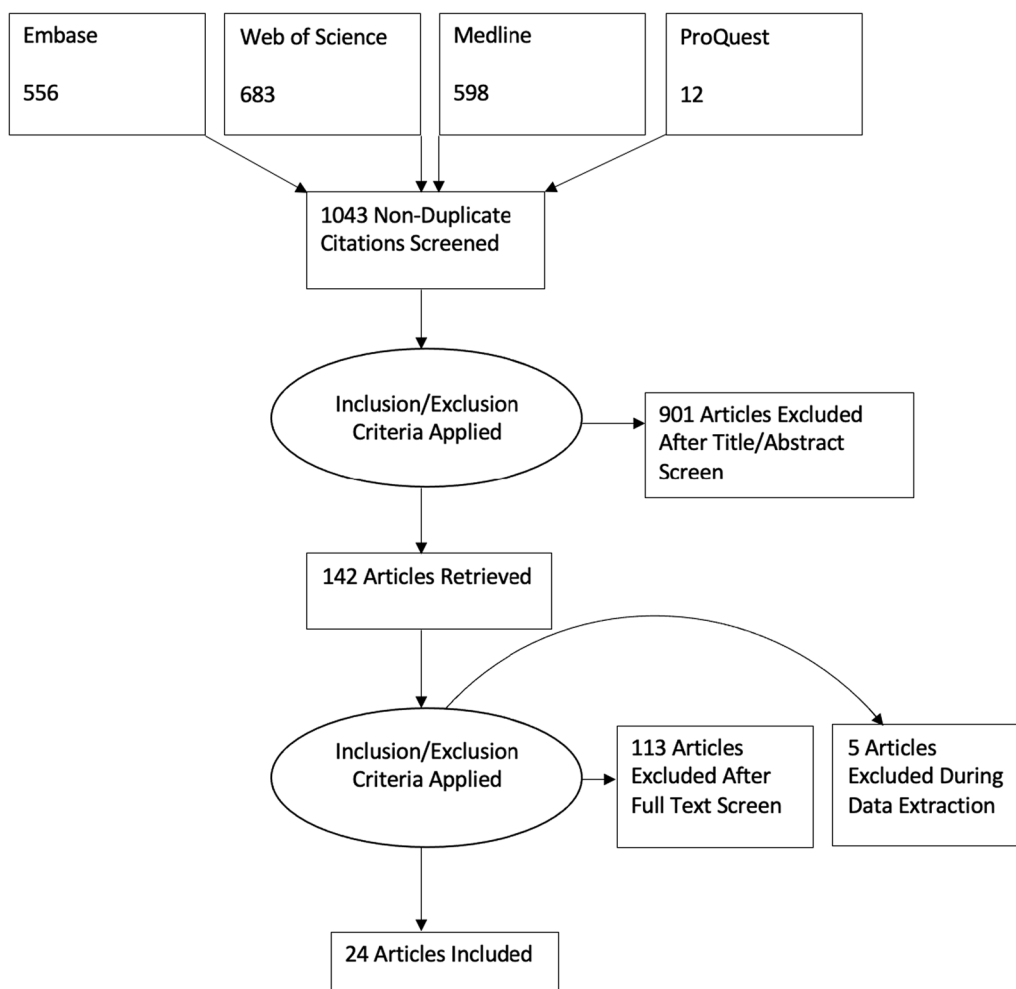 Embase
556
Web of Science
683
Medline
598
ProQuest
12
1043 Non-Duplicate
Citations Screened
Inclusion/Exclusion
Criteria Applied
901 Articles Excluded
After Title/Abstract
Screen
142 Articles Retrieved
Inclusion/Exclusion
Criteria Applied
113 Articles
Excluded After
Full Text Screen
5 Articles
Excluded During
Data Extraction
24 Articles Included